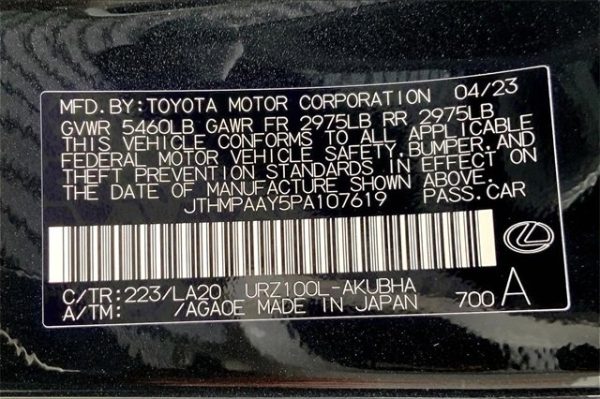 MFD. BY: TOYOTA MOTOR CORPORATION 04/23
GVWR 5460LB GAWR FR 2975LB RR 2975LB
THIS VEHICLE CONFORMS TO ALL APPLICABLE
FEDERAL MOTOR VEHICLE SAFETY, BUMPER, AND
THEFT PREVENTION STANDARDS IN EFFECT ON
THE DATE OF MANUFACTURE SHOWN ABOVE.
JTHMPAAY5PA107619 PASS. CAR
C/TR: 223/LA20 URZ100L-AKUBHA
A/TM: /AGA0E MADE IN JAPAN 700 A